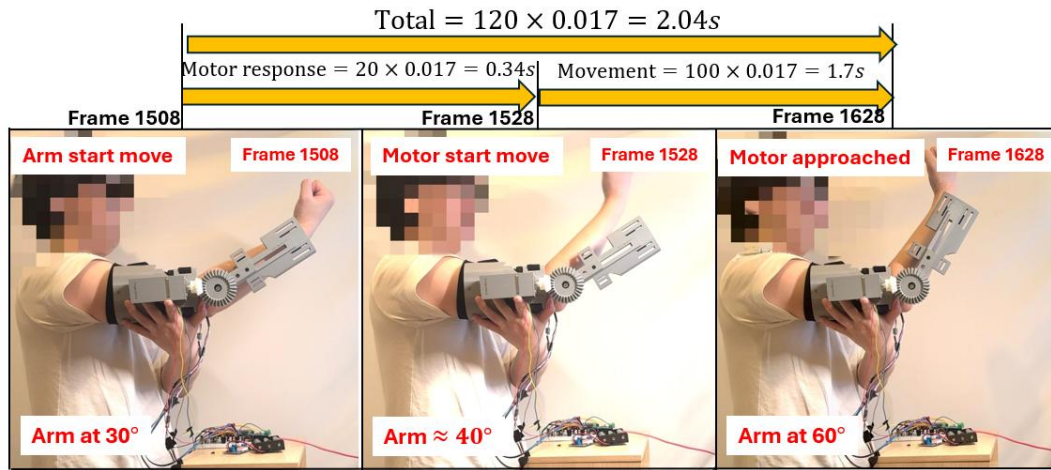 Total = 120 × 0.017 = 2.04s
Motor response = 20 × 0.017 = 0.34s
Movement = 100 × 0.017 = 1.7s
Frame 1508
Frame 1528
Frame 1628
Arm start move
Frame 1508
Motor start move
Frame 1528
Motor approached
Frame 1628
Arm at 30°
Arm ≈ 40°
Arm at 60°